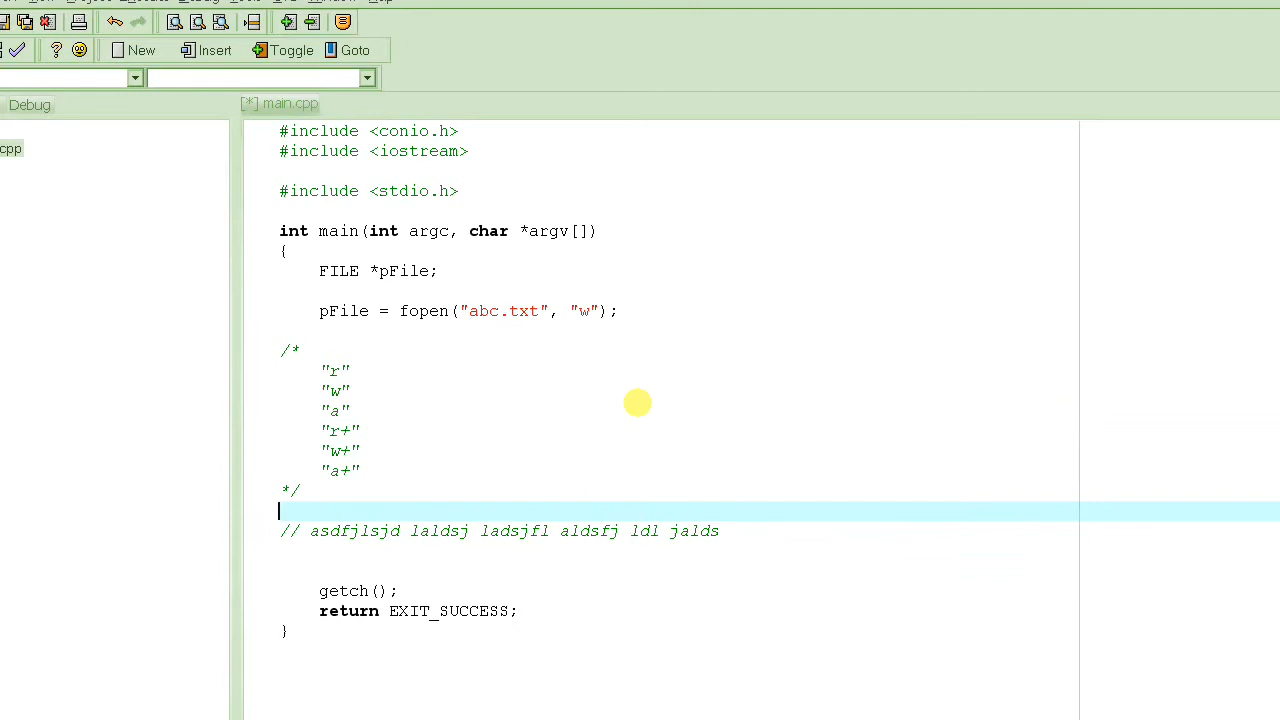 New Insert Toggle Goto
Debug [*] main.cpp
cpp
#include <conio.h>
#include <iostream>
#include <stdio.h>
int main(int argc, char *argv[])
{
FILE *pFile;
pFile = fopen("abc.txt", "w");
/*
"r"
"w"
"a"
"r+"
"w+"
"a+"
*/
// asdfjlsjd laldsj ladsjfl aldsfj ldl jalds
getch();
return EXIT_SUCCESS;
}